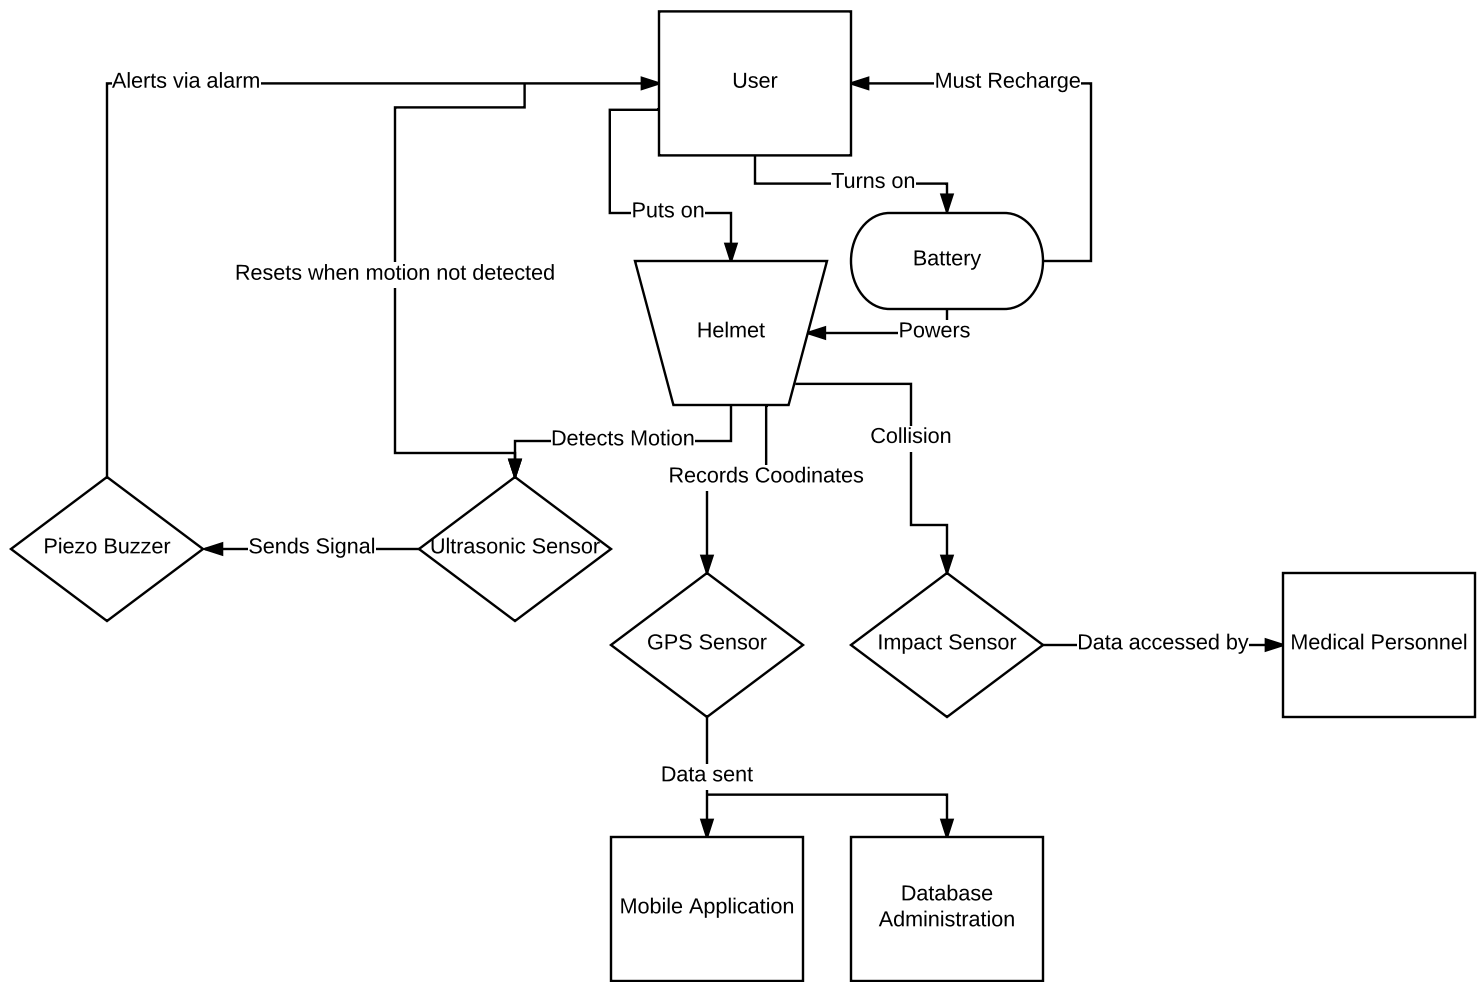 User
Alerts via alarm
Must Recharge
Turns on
Puts on
Battery
Resets when motion not detected
Helmet
Powers
Detects Motion
Collision
Records Coodinates
Piezo Buzzer
Sends Signal
Ultrasonic Sensor
GPS Sensor
Impact Sensor
Data accessed by
Medical Personnel
Data sent
Mobile Application
Database
Administration